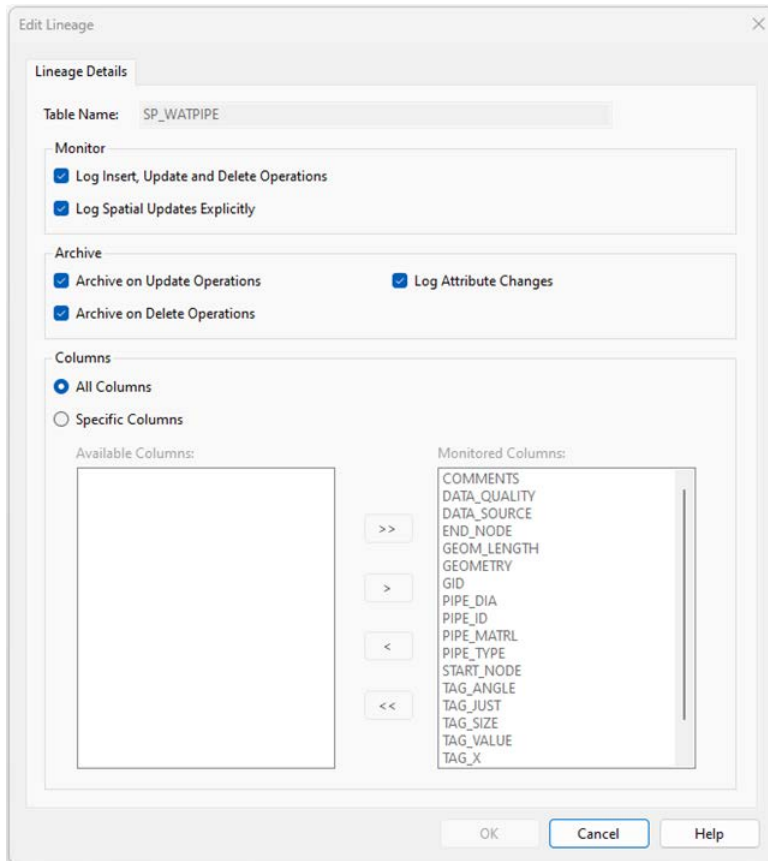 Edit Lineage
Lineage Details
Table Name: SP_WATPIPE
Monitor
Log Insert, Update and Delete Operations
Log Spatial Updates Explicitly
Archive
Archive on Update Operations
Log Attribute Changes
Archive on Delete Operations
Columns
All Columns
Specific Columns
Available Columns:
Monitored Columns:
COMMENTS
DATA_QUALITY
DATA_SOURCE
END_NODE
GEOM_LENGTH
GEOMETRY
GID
PIPE_DIA
PIPE_ID
PIPE_MATRL
PIPE_TYPE
START_NODE
TAG_ANGLE
TAG_JUST
TAG_SIZE
TAG_VALUE
TAG_X
>>
>
<
<<
OK
Cancel
Help